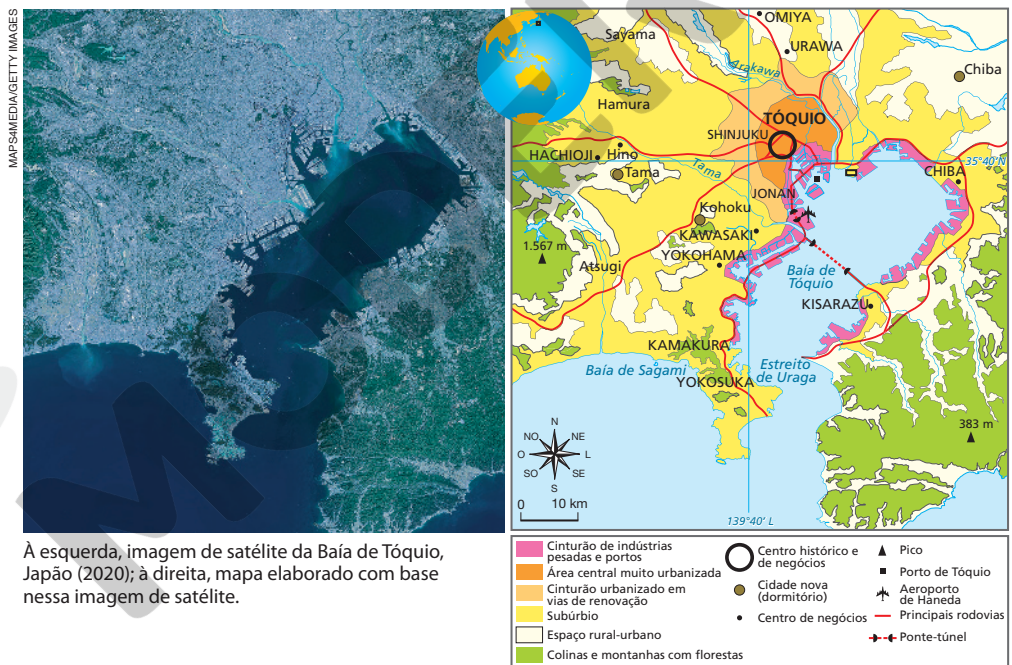 MAPS4MEDIA/GETTY IMAGES
À esquerda, imagem de satélite da Baía de Tóquio,
Japão (2020); à direita, mapa elaborado com base
nessa imagem de satélite.
OMIYA
Sayama
URAWA
Arakawa
Chiba
Hamura
TÓQUIO
SHINJUKU
HACHIOJI
Hino
35°40'N
Tama
Tama
CHIBA
JONAN
Kohoku
KAWASAKI
1.567 m
YOKOHAMA
Atsugi
Baía de
Tóquio
KISARAZU
KAMAKURA
Baía de Sagami
Estreito
de Uraga
YOKOSUKA
383 m
N
NO
NE
O
L
SO
SE
S
0 10 km
139°40' L
Cinturão de indústrias
pesadas e portos
Área central muito urbanizada
Cinturão urbanizado em
vias de renovação
Subúrbio
Espaço rural-urbano
Colinas e montanhas com florestas
Centro histórico e
de negócios
Cidade nova
(dormitório)
Centro de negócios
Pico
Porto de Tóquio
Aeroporto
de Haneda
Principais rodovias
Ponte-túnel